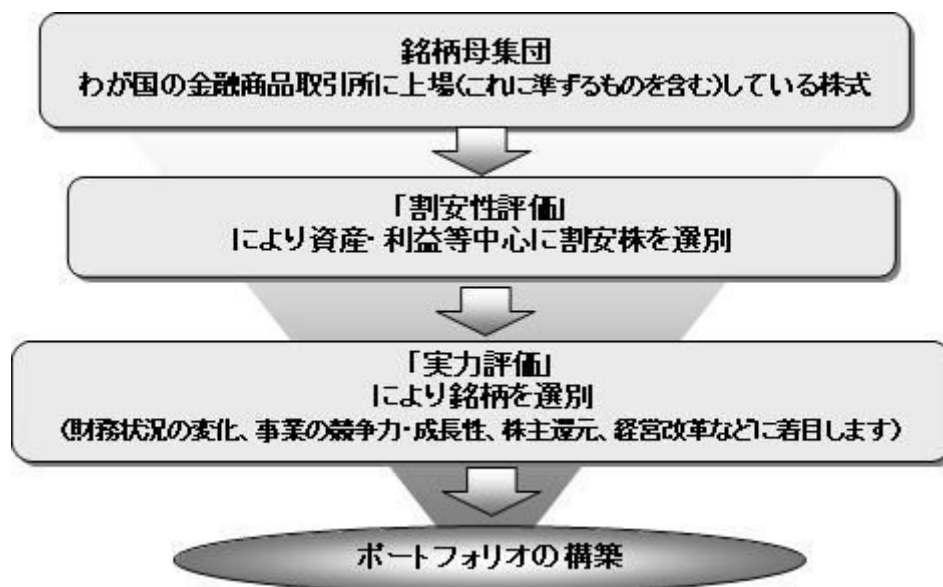 銘柄母集団
わが国の金融商品取引所に上場(これに準ずるものを含む)している株式
「割安性評価」
により資産・利益等中心に割安株を選別
「実力評価」
により銘柄を選別
(財務状況の変化、事業の競争力・成長性、株主還元、経営改革などに着目します)
ポートフォリオの構築